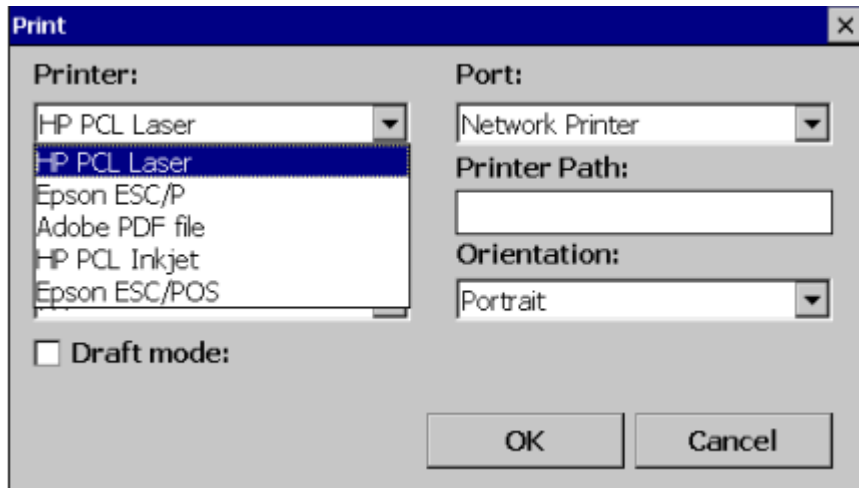 Print
Printer:
HP PCL Laser
HP PCL Laser
Epson ESC/P
Adobe PDF file
HP PCL Inkjet
Epson ESC/POS
Draft mode:
Port:
Network Printer
Printer Path:
Orientation:
Portrait
OK
Cancel